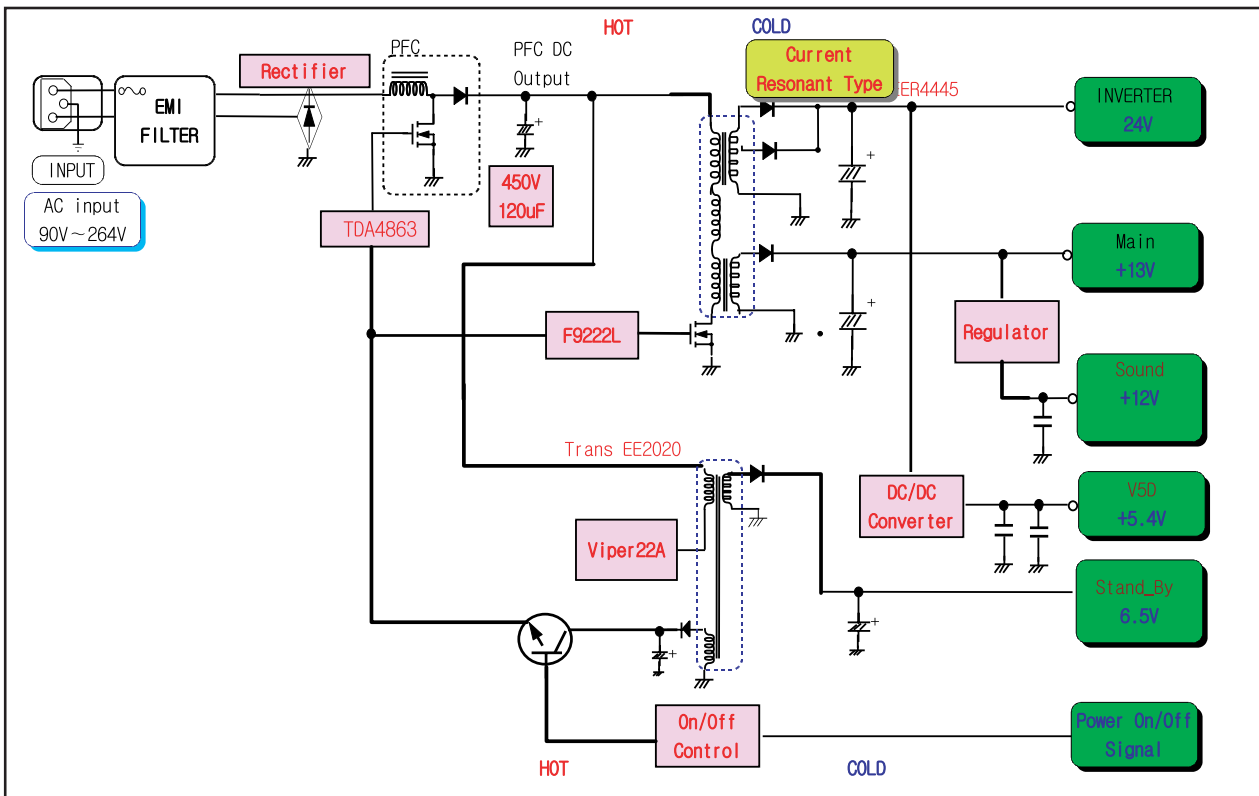 HOT
COLD
PFC
PFC DC
Output
Current
Resonant Type
EER4445
Rectifier
EMI
FILTER
INPUT
AC input
90V~264V
450V
120uF
TDA4863
INVERTER
24V
Main
+13V
F9222L
Regulator
Sound
+12V
Trans EE2020
DC/DC
Converter
V5D
+5.4V
Viper22A
Stand_By
6.5V
On/Off
Control
Power On/Off
Signal
HOT
COLD
+
+
+
+
+